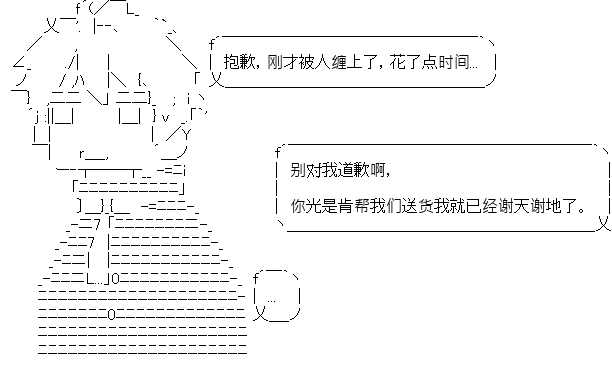 抱歉，刚才被人缠上了，花了点时间…
别对我道歉啊，
你光是肯帮我们送货我就已经谢天谢地了。
…